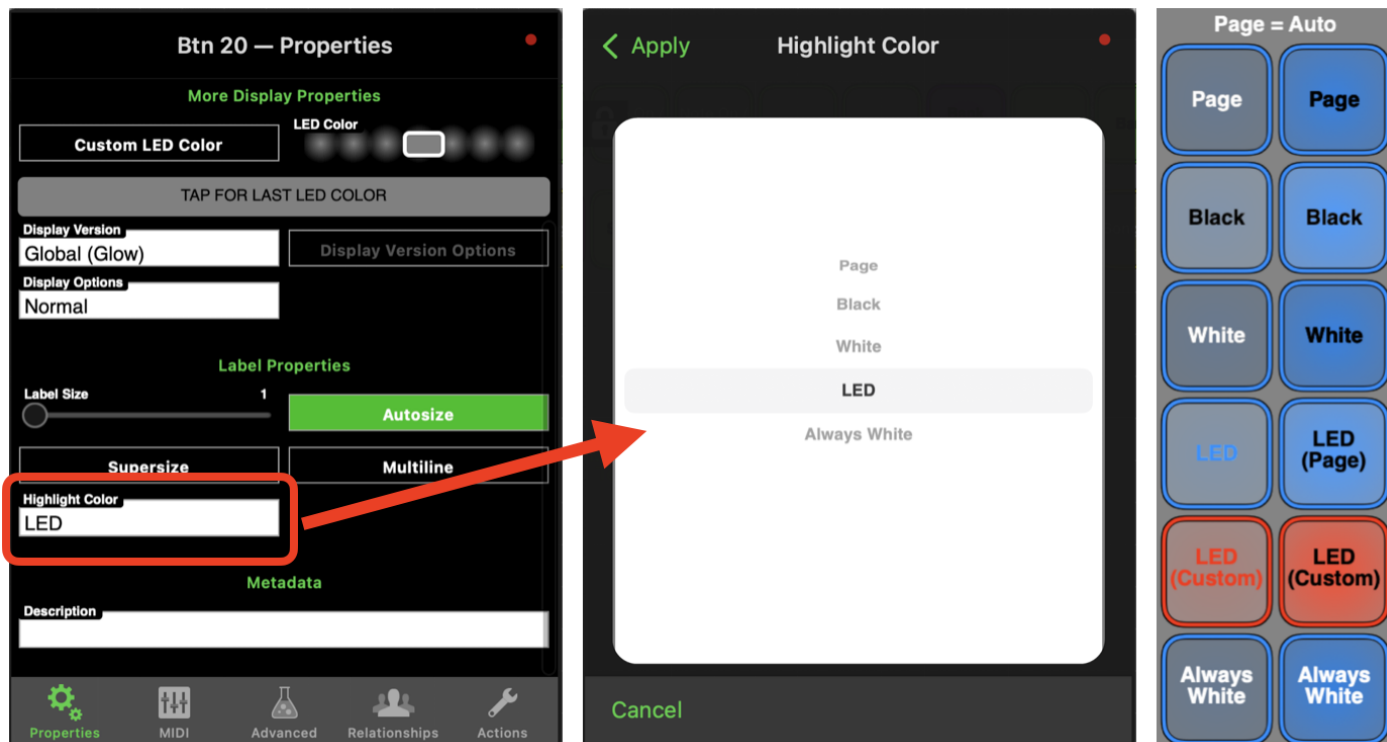 Btn 20 — Properties
More Display Properties
Custom LED Color
LED Color
TAP FOR LAST LED COLOR
Display Version
Global (Glow)
Display Version Options
Display Options
Normal
Label Properties
Label Size
1
Autosize
Supersize
Multiline
Highlight Color
LED
Metadata
Description
Properties
MIDI
Advanced
Relationships
Actions
Apply
Highlight Color
Page
Black
White
LED
Always White
Cancel
Page = Auto
Page
Page
Black
Black
White
White
LED
LED
(Page)
LED
(Custom)
LED
(Custom)
Always
White
Always
White